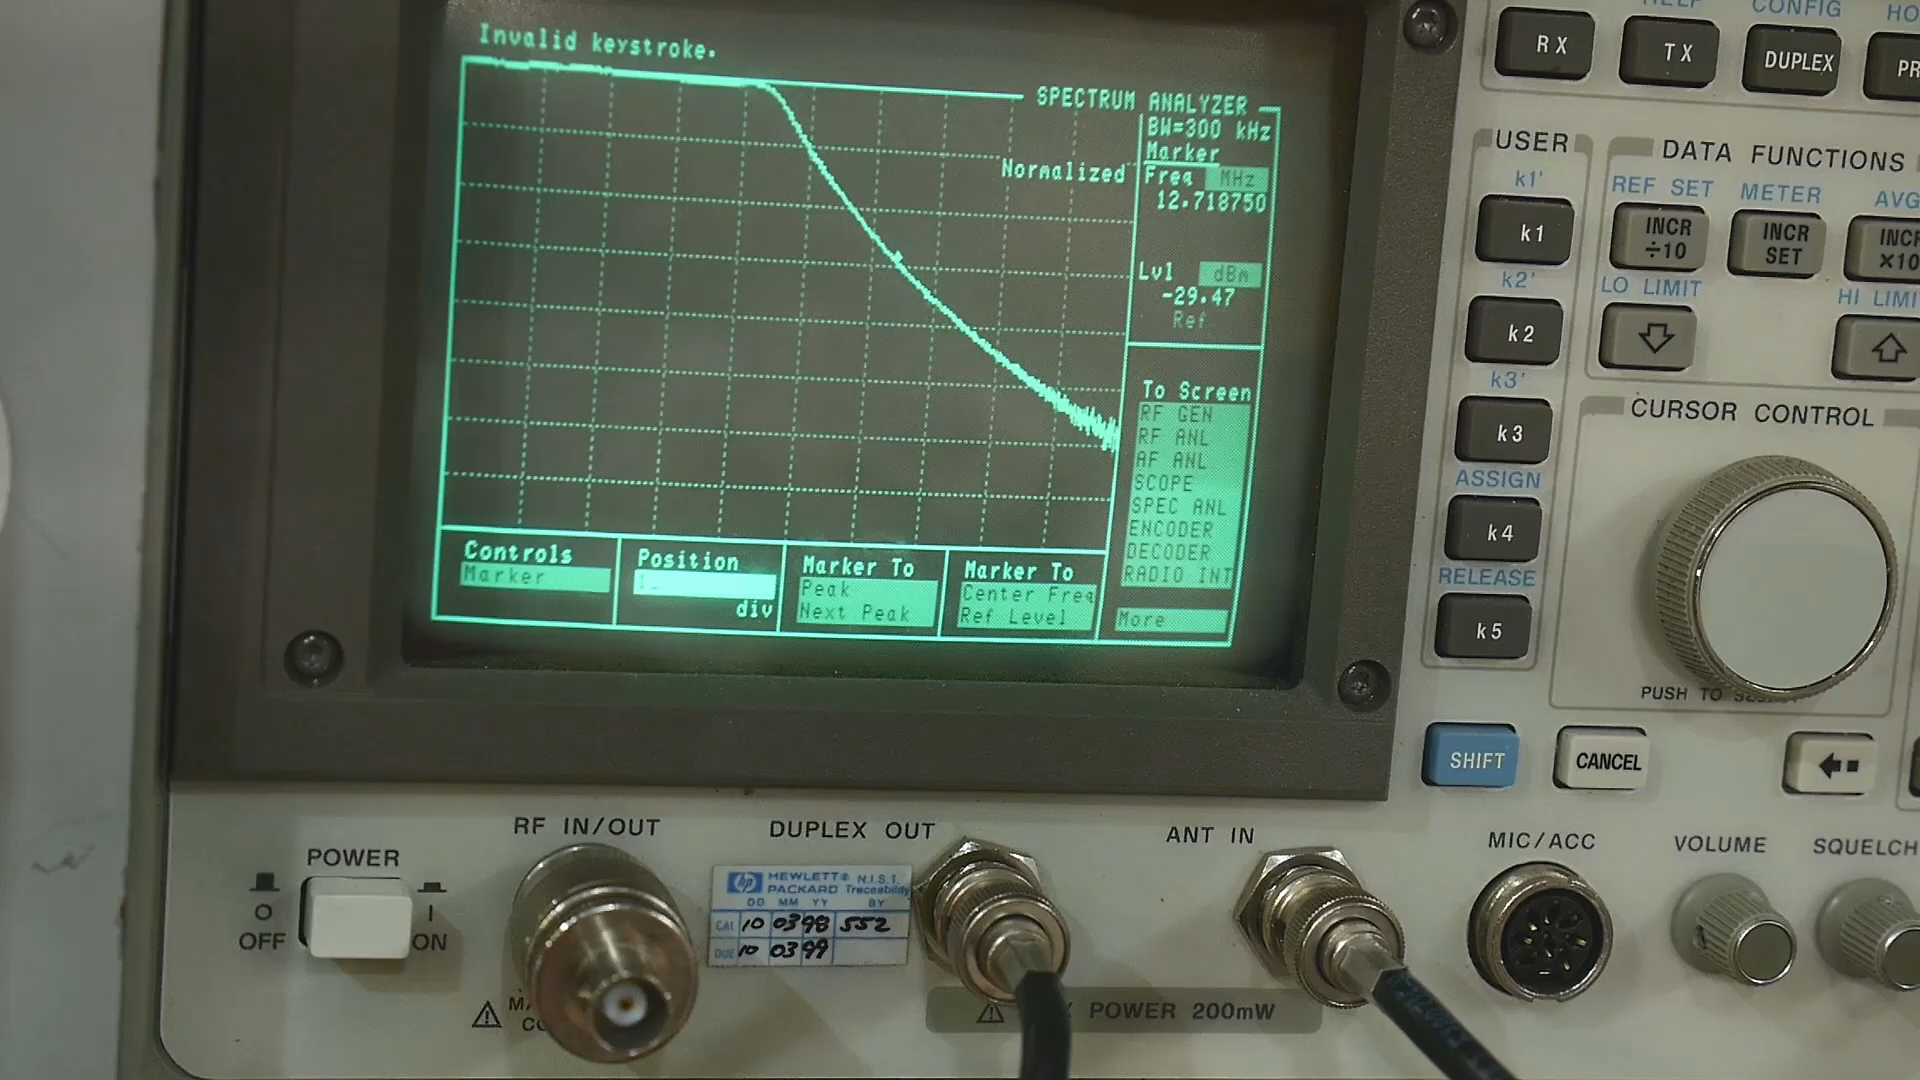 Invalid keystroke.
SPECTRUM ANALYZER
BW=300 kHz
Marker
Normalized
Freq MHz
12.718750
Lvl dBm
-29.47
Ref
To Screen
RF GEN
RF ANL
AF ANL
SCOPE
SPEC ANL
ENCODER
DECODER
RADIO INT
More
Controls
Marker
Position
div
Marker To
Peak
Next Peak
Marker To
Center Freq
Ref Level
CONFIG
RX
TX
DUPLEX
USER
DATA FUNCTIONS
k1'
REF SET
METER
AVG
k1
INCR
÷10
INCR
SET
INCR
×10
k2'
LO LIMIT
HI LIMI
k2
k3'
CURSOR CONTROL
k3
ASSIGN
k4
RELEASE
k5
PUSH TO
SHIFT
CANCEL
POWER
O
OFF
I
ON
RF IN/OUT
DUPLEX OUT
ANT IN
MIC/ACC
VOLUME
SQUELCH
hp HEWLETT® N.I.S.T.
PACKARD Traceability
DD MM YY BY
CAL 10 03 98 552
DUE 10 03 99
POWER 200mW